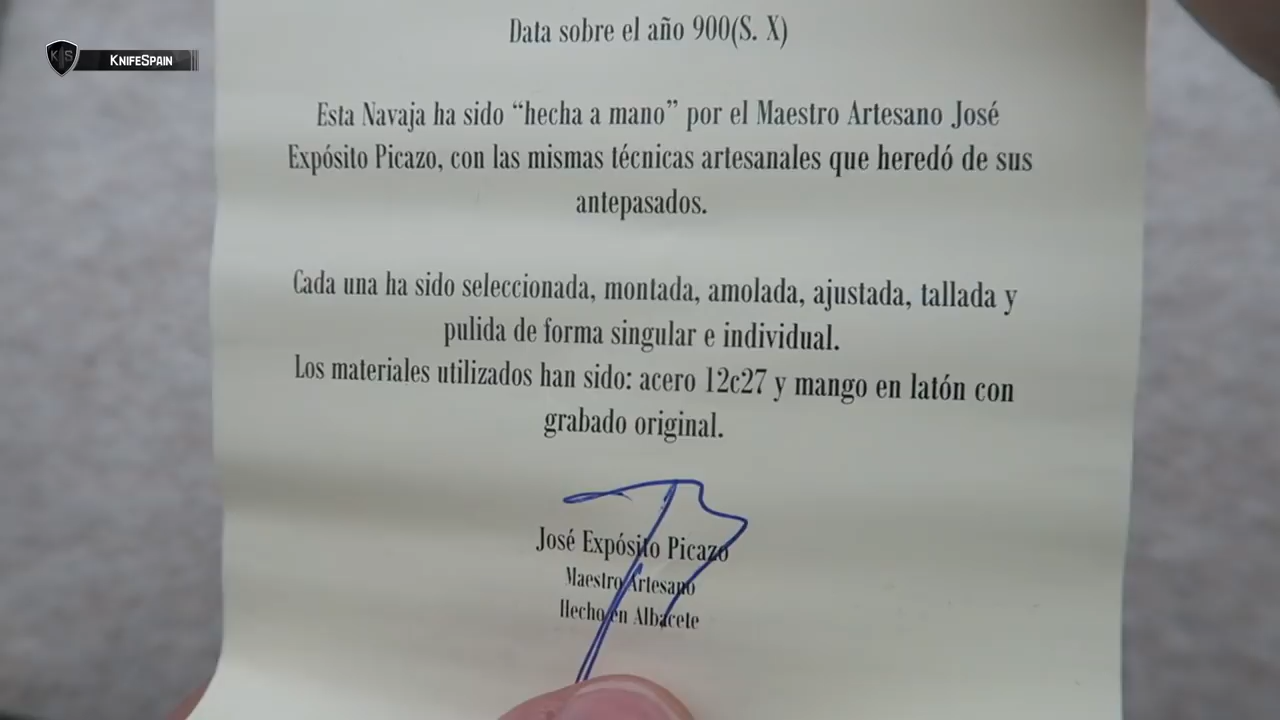 KS KNIFESPAIN
Data sobre el año 900(S. X)
Esta Navaja ha sido “hecha a mano” por el Maestro Artesano José
Expósito Picazo, con las mismas técnicas artesanales que heredó de sus
antepasados.
Cada una ha sido seleccionada, montada, amolada, ajustada, tallada y
pulida de forma singular e individual.
Los materiales utilizados han sido: acero 12c27 y mango en latón con
grabado original.
José Expósito Picazo
Maestro Artesano
Hecho en Albacete